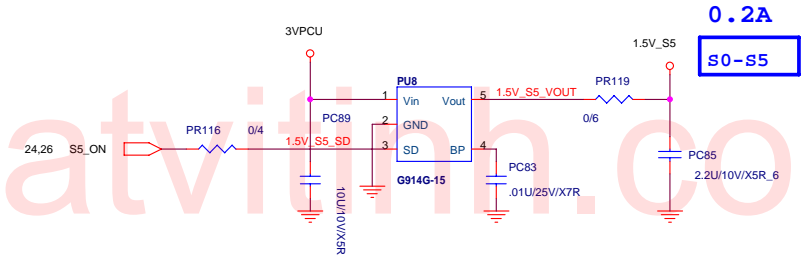 0.2A
S0-S5
3VPCU
1.5V_S5
PU8
1
Vin
Vout
5
1.5V_S5_VOUT
PR119
0/6
PC89
2
GND
24,26
S5_ON
PR116
0/4
1.5V_S5_SD
3
SD
BP
4
PC83
.01U/25V/X7R
PC85
2.2U/10V/X5R_6
G914G-15
10U/10V/X5R
atvitinh.co